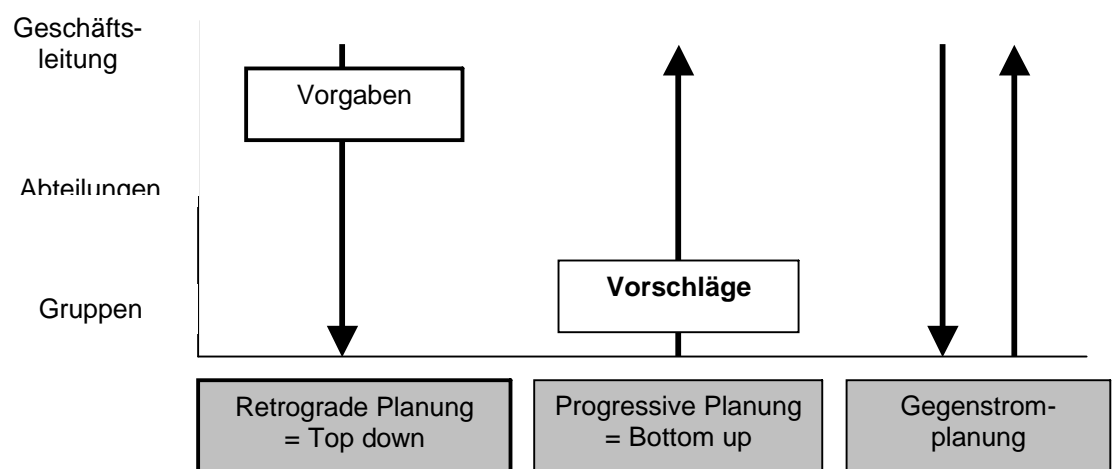 Geschäfts-
leitung
Vorgaben
Abteilungen
Vorschläge
Gruppen
Retrograde Planung
= Top down
Progressive Planung
= Bottom up
Gegenstrom-
planung